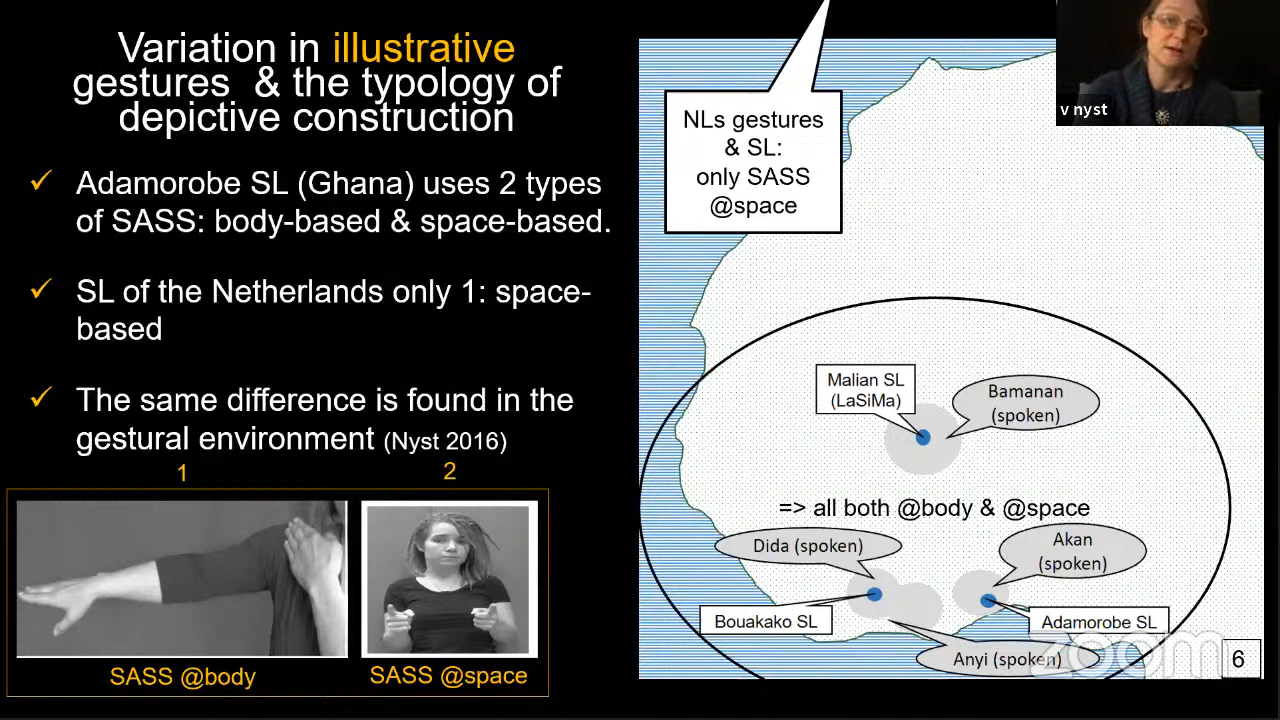 Variation in illustrative
gestures & the typology of
depictive construction
✓ Adamorobe SL (Ghana) uses 2 types
of SASS: body-based & space-based.
✓ SL of the Netherlands only 1: space-
based
✓ The same difference is found in the
gestural environment (Nyst 2016)
1
2
SASS @body
SASS @space
NLs gestures
& SL:
only SASS
@space
v nyst
Malian SL
(LaSiMa)
Bamanan
(spoken)
=> all both @body & @space
Dida (spoken)
Akan
(spoken)
Bouakako SL
Adamorobe SL
Anyi (spoken)
zoom
6